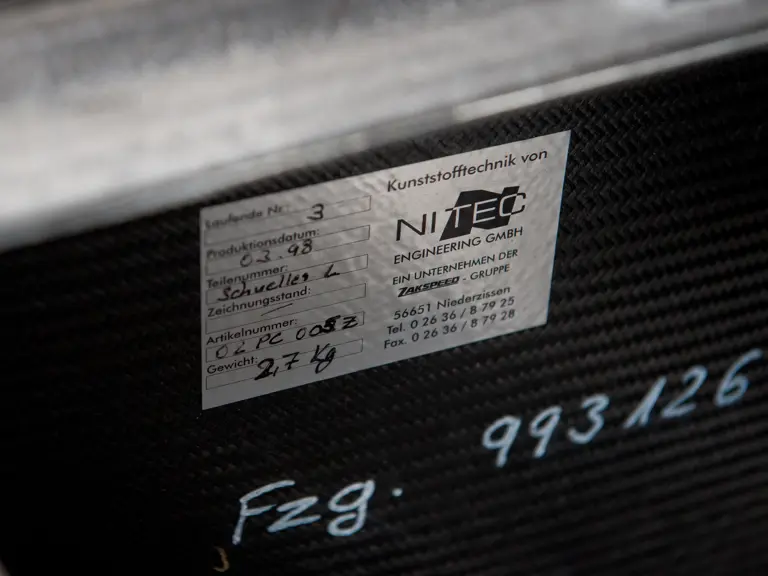 Laufende Nr.: 3
Produktionsdatum:
03.98
Teilenummer:
Schweller L
Zeichnungsstand:
Artikelnummer:
02 PC 005 Z
Gewicht:
2,7 Kg
Kunststofftechnik von
NITEC
ENGINEERING GMBH
EIN UNTERNEHMEN DER
ZAKSPEED - GRUPPE
56651 Niederzissen
Tel. 0 26 36 / 8 79 25
Fax. 0 26 36 / 8 79 28
Fzg. 993126